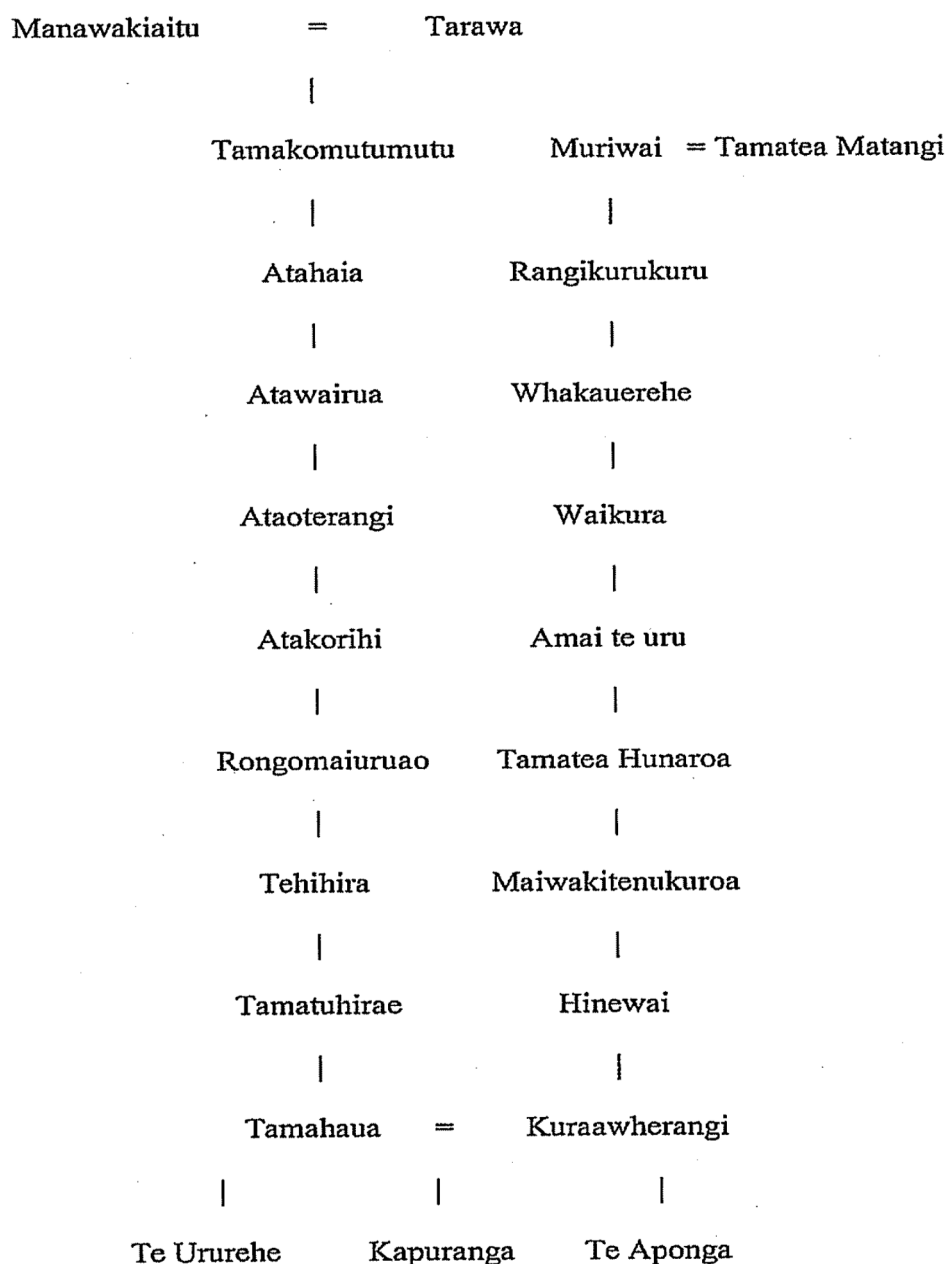 Manawakiaitu = Tarawa
Tamakomutumutu Muriwai = Tamatea Matangi
Atahaia Rangikurukuru
Atawairua Whakauerehe
Ataoterangi Waikura
Atakorihi Amai te uru
Rongomaiuruao Tamatea Hunaroa
Tehihira Maiwakitenukuroa
Tamatuhirae Hinewai
Tamahaua = Kuraawherangi
Te Ururehe Kapuranga Te Aponga